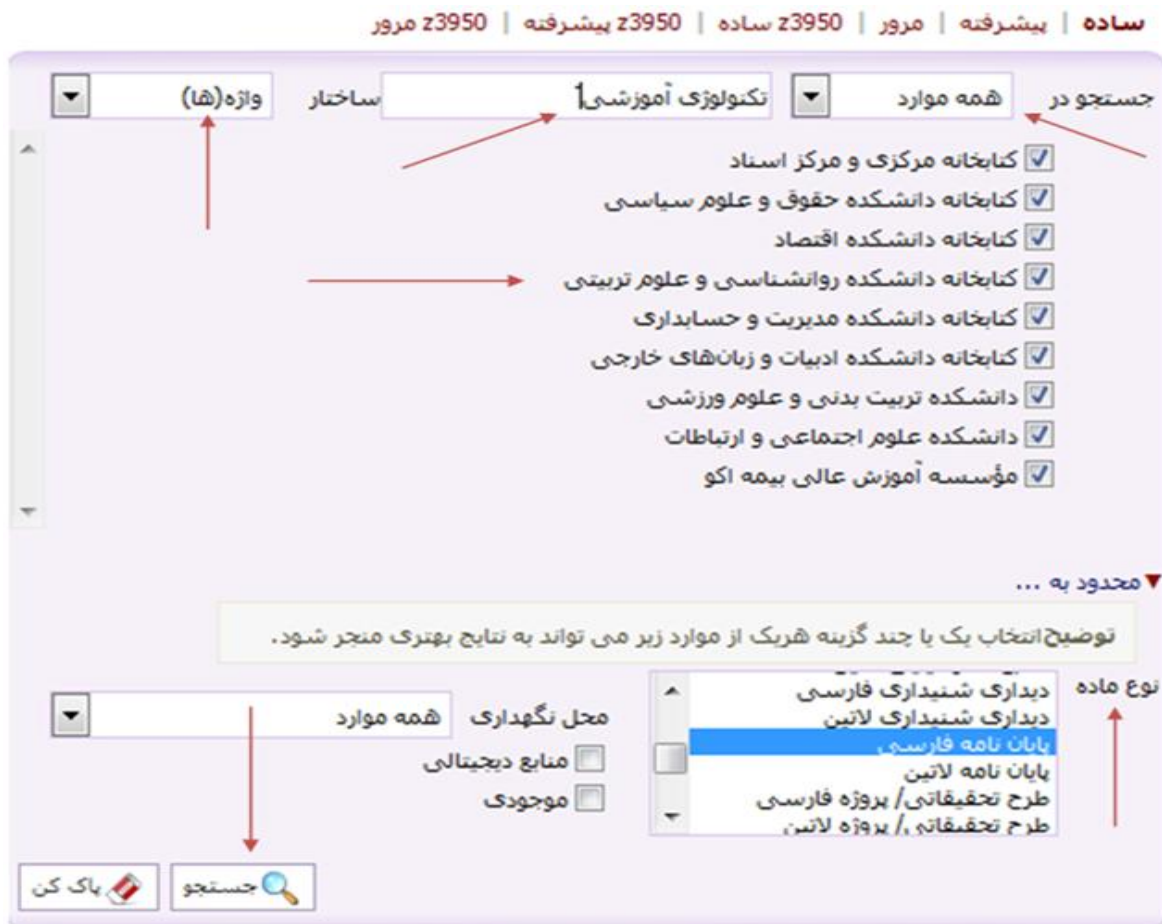 ساده | پیشرفته | مرور | z3950 ساده | z3950 پیشرفته | z3950 مرور
جستجو در همه موارد تکنولوژی آموزشی ساختار واژه(ها)
کتابخانه مرکزی و مرکز اسناد
کتابخانه دانشکده حقوق و علوم سیاسی
کتابخانه دانشکده اقتصاد
کتابخانه دانشکده روانشناسی و علوم تربیتی
کتابخانه دانشکده مدیریت و حسابداری
کتابخانه دانشکده ادبیات و زبان‌های خارجی
دانشکده تربیت بدنی و علوم ورزشی
دانشکده علوم اجتماعی و ارتباطات
مؤسسه آموزش عالی بیمه اکو
محدود به ...
توضیح انتخاب یک یا چند گزینه هریک از موارد زیر می تواند به نتایج بهتری منجر شود.
نوع ماده
دیداری شنیداری فارسی
دیداری شنیداری لاتین
پایان نامه فارسی
پایان نامه لاتین
طرح تحقیقاتی/ پروژه فارسی
طرح تحقیقاتی/ پروژه لاتین
محل نگهداری همه موارد
منابع دیجیتالی
موجودی
جستجو پاک کن